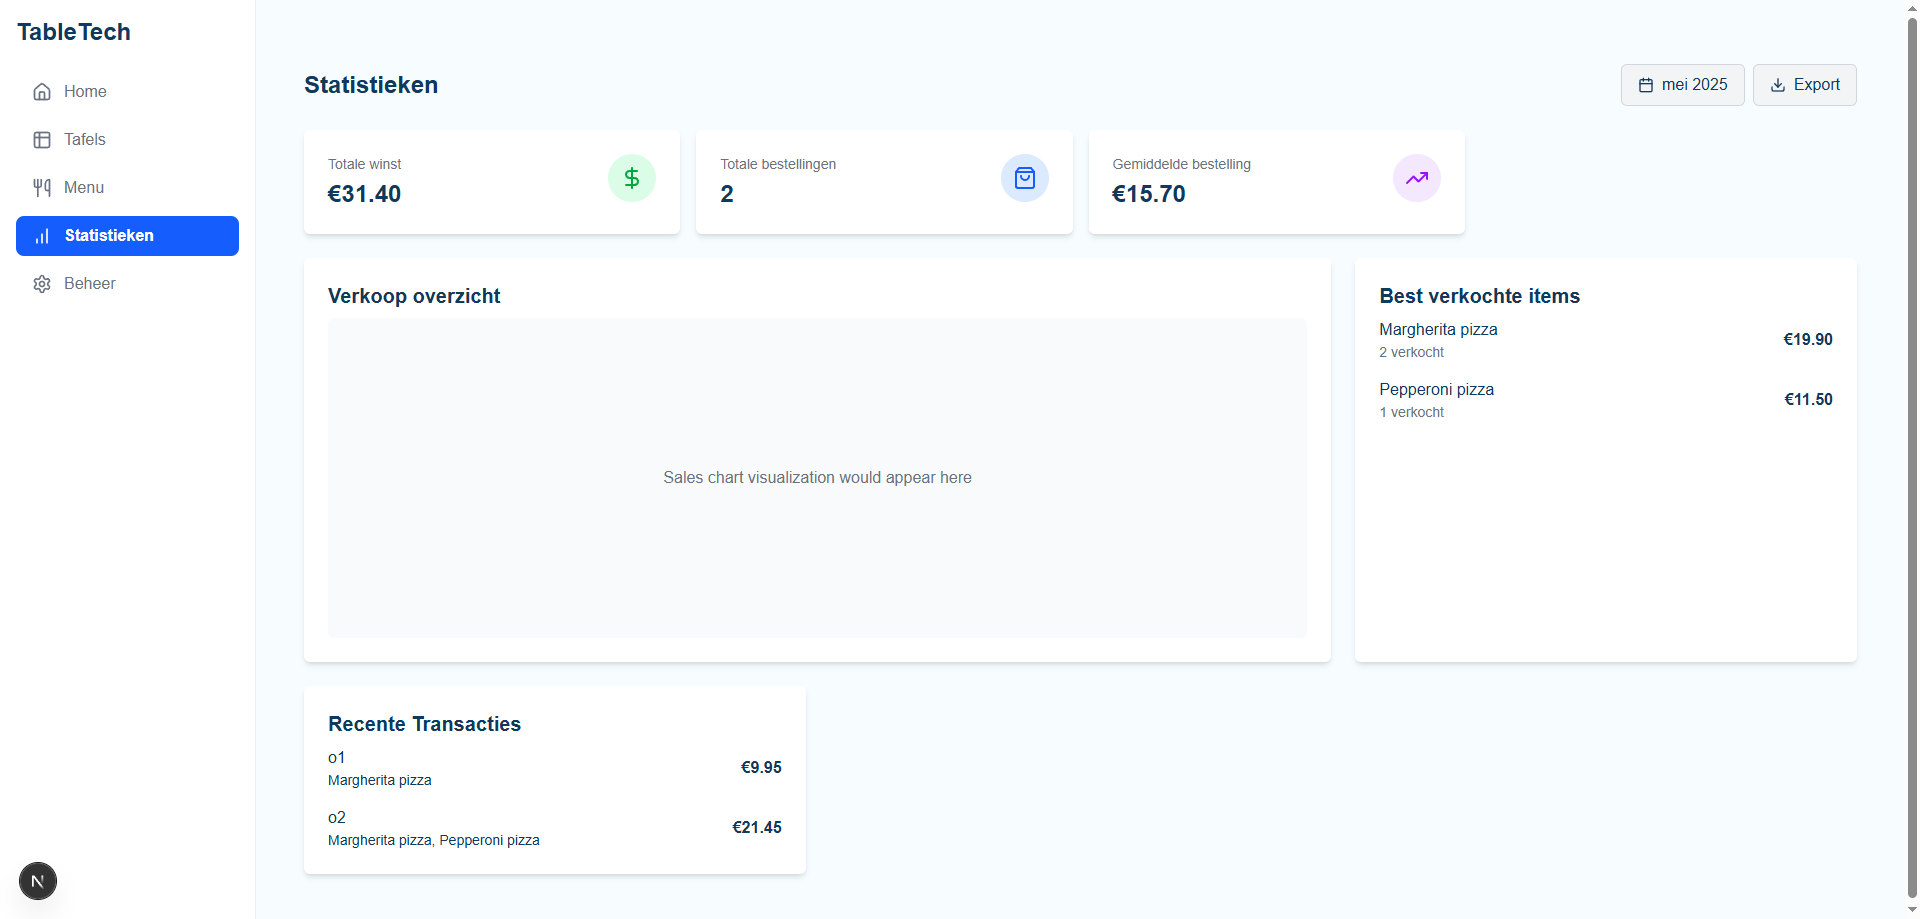 TableTech
Home
Tafels
Menu
Statistieken
Beheer
Statistieken
mei 2025
Export
Totale winst
€31.40
Totale bestellingen
2
Gemiddelde bestelling
€15.70
Verkoop overzicht
Sales chart visualization would appear here
Best verkochte items
Margherita pizza
2 verkocht
€19.90
Pepperoni pizza
1 verkocht
€11.50
Recente Transacties
o1
Margherita pizza
€9.95
o2
Margherita pizza, Pepperoni pizza
€21.45
N